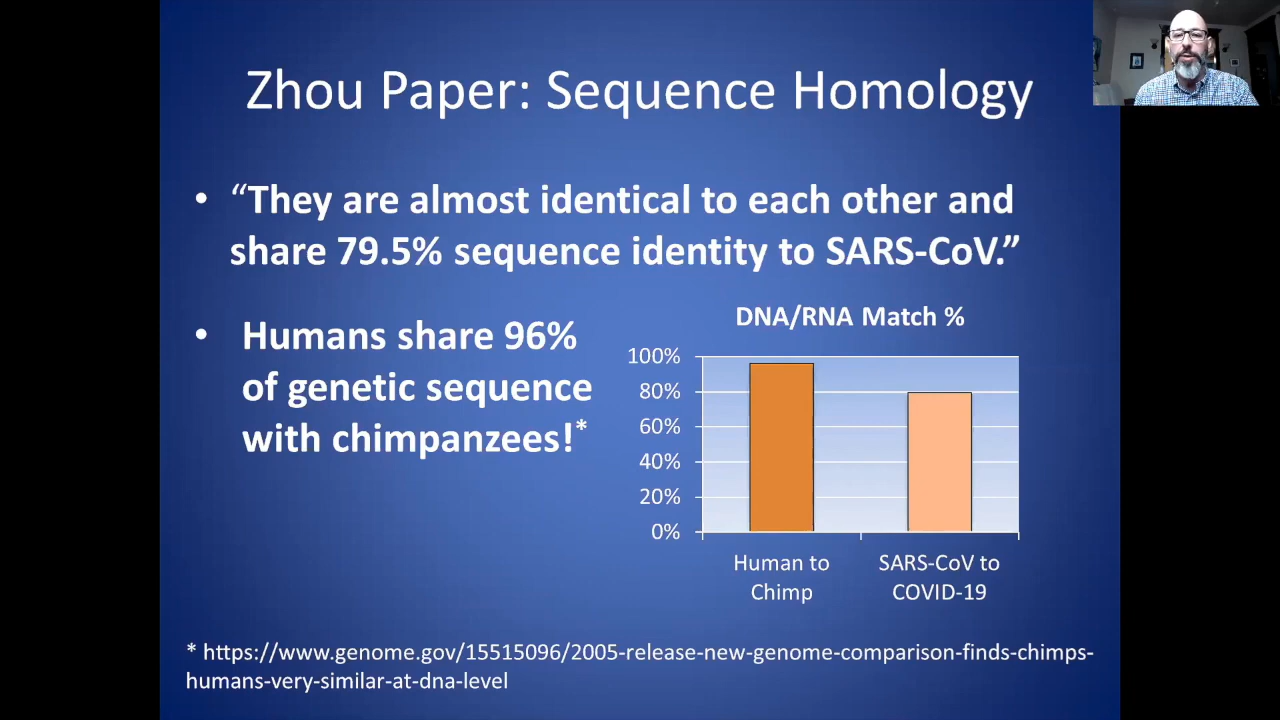 Zhou Paper: Sequence Homology
• “They are almost identical to each other and
share 79.5% sequence identity to SARS-CoV.”
• Humans share 96%
of genetic sequence
with chimpanzees!*
DNA/RNA Match %
100%
80%
60%
40%
20%
0%
Human to
Chimp
SARS-CoV to
COVID-19
* https://www.genome.gov/15515096/2005-release-new-genome-comparison-finds-chimps-
humans-very-similar-at-dna-level